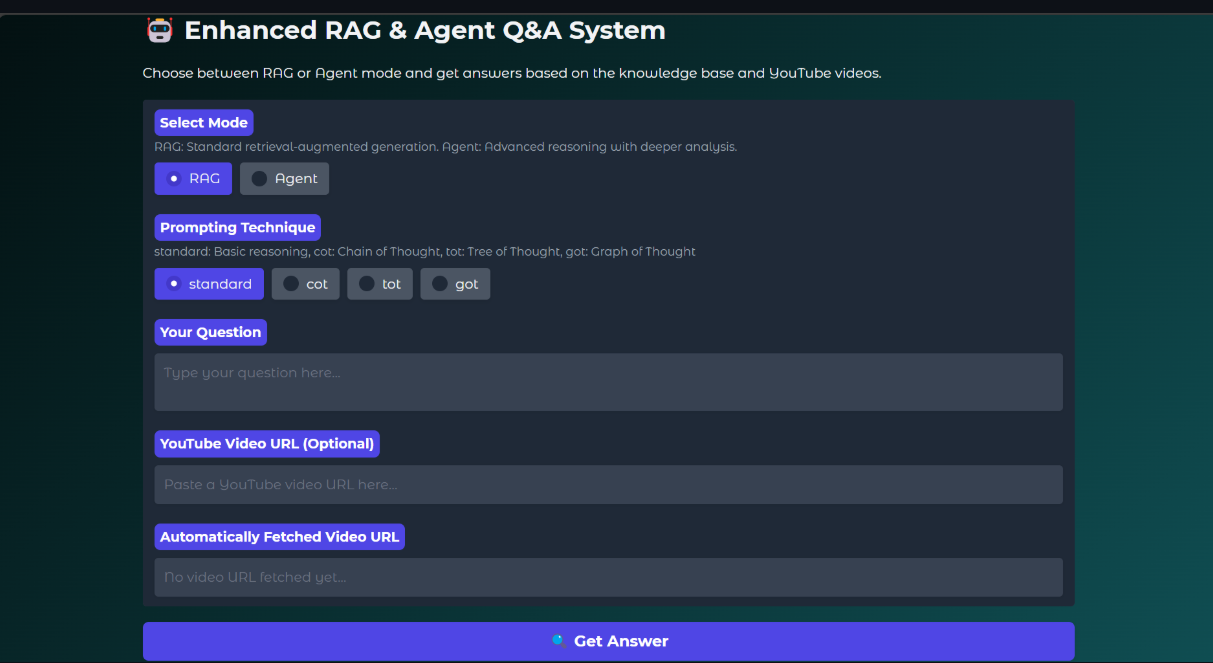 Enhanced RAG & Agent Q&A System
Choose between RAG or Agent mode and get answers based on the knowledge base and YouTube videos.
Select Mode
RAG: Standard retrieval-augmented generation. Agent: Advanced reasoning with deeper analysis.
RAG Agent
Prompting Technique
standard: Basic reasoning, cot: Chain of Thought, tot: Tree of Thought, got: Graph of Thought
standard cot tot got
Your Question
Type your question here...
YouTube Video URL (Optional)
Paste a YouTube video URL here...
Automatically Fetched Video URL
No video URL fetched yet...
Get Answer